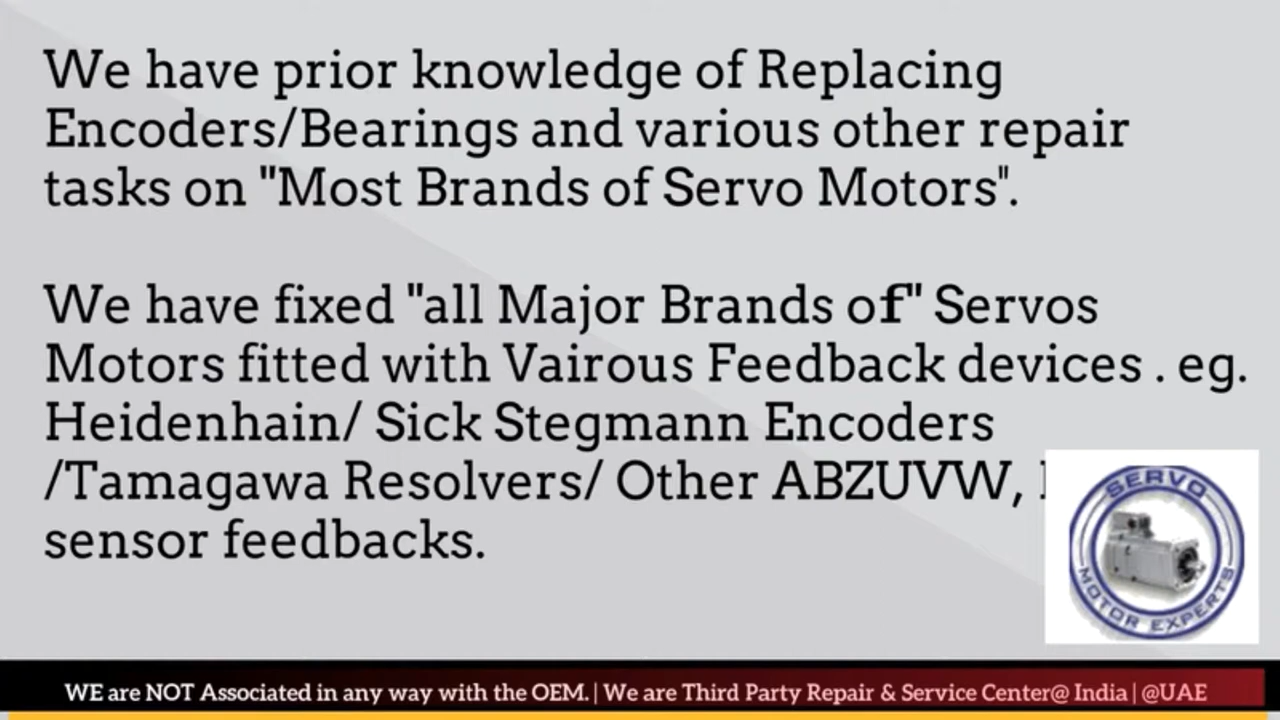 We have prior knowledge of Replacing
Encoders/Bearings and various other repair
tasks on "Most Brands of Servo Motors".
We have fixed "all Major Brands of" Servos
Motors fitted with Vairous Feedback devices . eg.
Heidenhain/ Sick Stegmann Encoders
/Tamagawa Resolvers/ Other ABZUVW,
sensor feedbacks.
SERVO
MOTOR EXPERTS
WE are NOT Associated in any way with the OEM. | We are Third Party Repair & Service Center@ India | @UAE